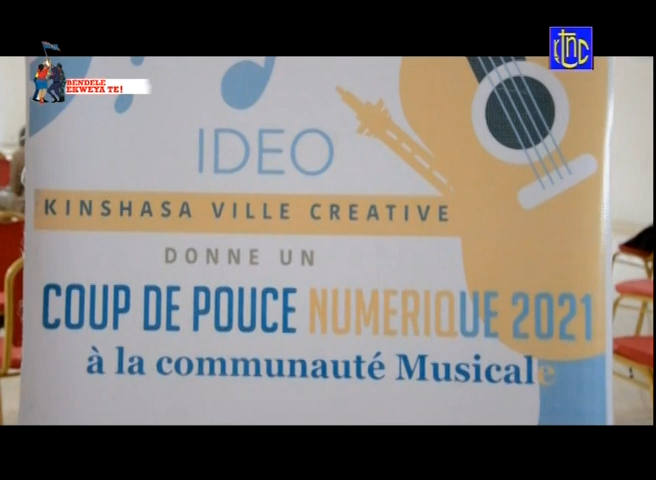 rtnc
BENDELE
EKWEYA TE!
IDEO
KINSHASA VILLE CREATIVE
DONNE UN
COUP DE POUCE NUMERIQUE 2021
à la communauté Musicale